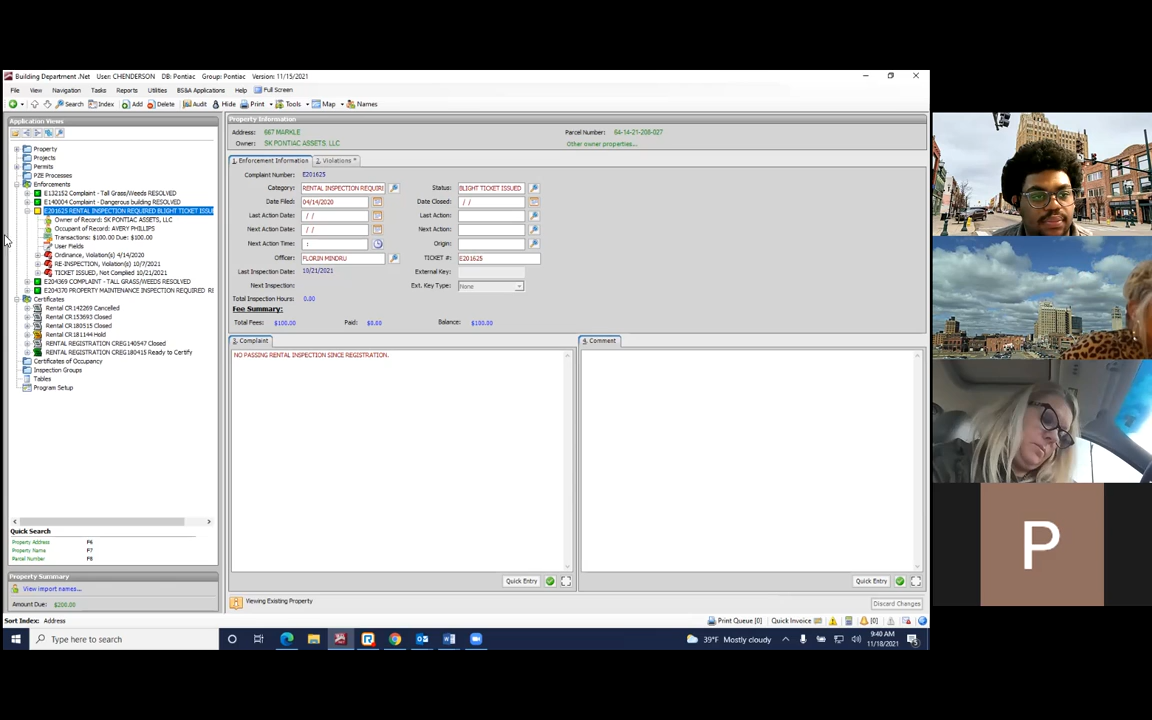 Building Department .Net User: CHENDERSON DB: Pontiac Group: Pontiac Version: 11/15/2021
File View Navigation Tasks Reports Utilities BS&A Applications Help Full Screen
Search Index Add Delete Audit Hide Print Tools Map Names
Application Views
Property
Projects
Permits
PZE Processes
Enforcements
E132152 Complaint - Tall Grass/Weeds RESOLVED
E140004 Complaint - Dangerous building RESOLVED
E201625 RENTAL INSPECTION REQUIRED BLIGHT TICKET ISSU
Owner of Record: SK PONTIAC ASSETS, LLC
Occupant of Record: AVERY PHILLIPS
Transactions: $100.00 Due: $100.00
User Fields
Ordinance, Violation(s) 4/14/2020
RE-INSPECTION, Violation(s) 10/7/2021
TICKET ISSUED, Not Complied 10/21/2021
E204369 COMPLAINT - TALL GRASS/WEEDS RESOLVED
E204370 PROPERTY MAINTENANCE INSPECTION REQUIRED RE
Certificates
Rental CR142269 Cancelled
Rental CR153693 Closed
Rental CR180515 Closed
Rental CR181144 Hold
RENTAL REGISTRATION CREG140547 Closed
RENTAL REGISTRATION CREG180415 Ready to Certify
Certificates of Occupancy
Inspection Groups
Tables
Program Setup
Quick Search
Property Address F6
Property Name F7
Parcel Number F8
Property Summary
View import names...
Amount Due: $200.00
Sort Index: Address
Property Information
Address: 667 MARKLE Parcel Number: 64-14-21-208-027
Owner: SK PONTIAC ASSETS, LLC Other owner properties...
1. Enforcement Information 2. Violations *
Complaint Number: E201625
Category: RENTAL INSPECTION REQUIRI Status: BLIGHT TICKET ISSUED
Date Filed: 04/14/2020 Date Closed: / /
Last Action Date: / / Last Action:
Next Action Date: / / Next Action:
Next Action Time: : Origin:
Officer: FLORIN MINDRU TICKET #: E201625
Last Inspection Date: 10/21/2021 External Key:
Next Inspection: Ext. Key Type: None
Total Inspection Hours: 0.00
Fee Summary:
Total Fees: $100.00 Paid: $0.00 Balance: $100.00
3. Complaint 4. Comment
NO PASSING RENTAL INSPECTION SINCE REGISTRATION.
Quick Entry Quick Entry
Viewing Existing Property Discard Changes
Print Queue [0] Quick Invoice [0]
Type here to search 39°F Mostly cloudy 9:40 AM
11/18/2021
P